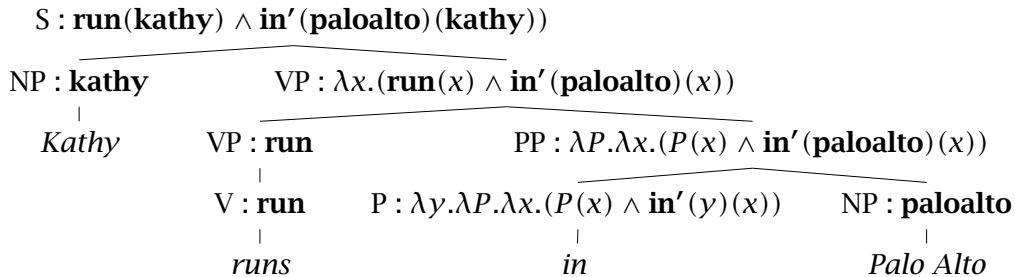 S : run(kathy) ∧ in′(paloalto)(kathy))
NP : kathy VP : λx.(run(x) ∧ in′(paloalto)(x))
Kathy VP : run PP : λP.λx.(P(x) ∧ in′(paloalto)(x))
V : run P : λy.λP.λx.(P(x) ∧ in′(y)(x)) NP : paloalto
runs in Palo Alto